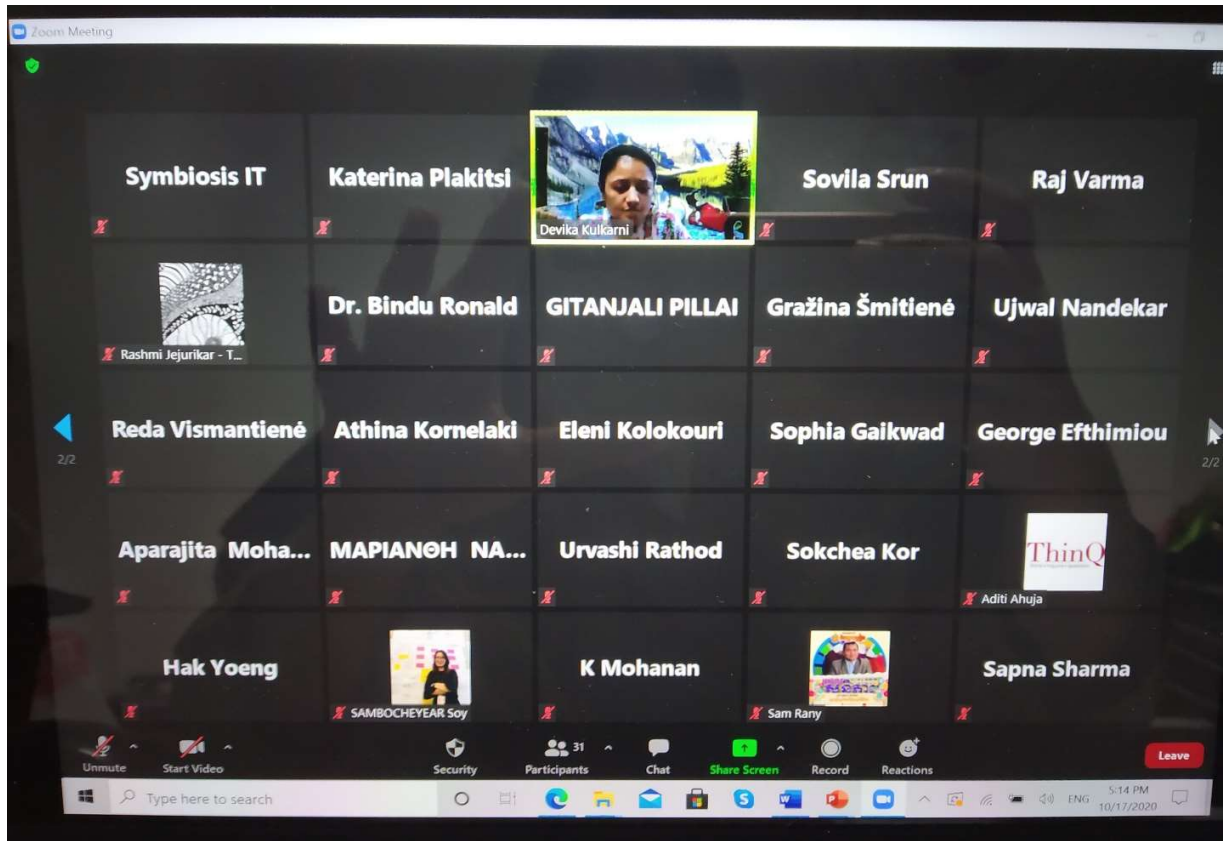 Zoom Meeting
Symbiosis IT
Katerina Plakitsi
Devika Kulkarni
Sovila Srun
Raj Varma
Rashmi Jejurikar - T...
Dr. Bindu Ronald
GITANJALI PILLAI
Gražina Šmitienė
Ujwal Nandekar
2/2
Reda Vismantienė
Athina Kornelaki
Eleni Kolokouri
Sophia Gaikwad
George Efthimiou
2/2
Aparajita Moha...
ΜΑΡΙΑΝΘΗ ΝΑ...
Urvashi Rathod
Sokchea Kor
ThinQ
Aditi Ahuja
Hak Yoeng
SAMBOCHEYEAR Soy
K Mohanan
Sam Rany
Sapna Sharma
Unmute
Start Video
Security
31
Participants
Chat
Share Screen
Record
Reactions
Leave
Type here to search
ENG
5:14 PM
10/17/2020